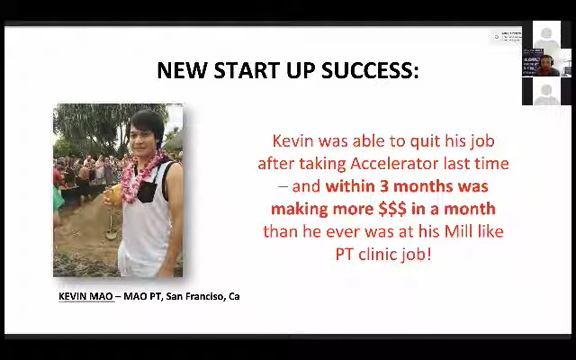 NEW START UP SUCCESS:
Kevin was able to quit his job
after taking Accelerator last time
– and within 3 months was
making more $$$ in a month
than he ever was at his Mill like
PT clinic job!
KEVIN MAO – MAO PT, San Franciso, Ca